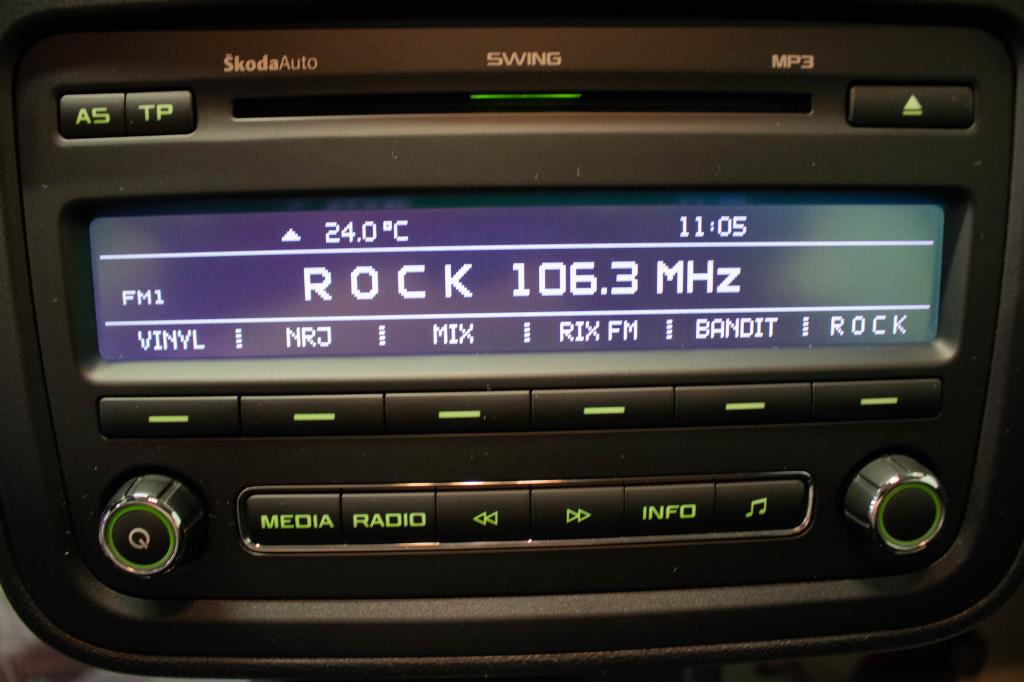 ŠkodaAuto SWING MP3
AS TP
24.0°C 11:05
FM1 ROCK 106.3 MHz
VINYL NRJ MIX RIX FM BANDIT ROCK
MEDIA RADIO INFO